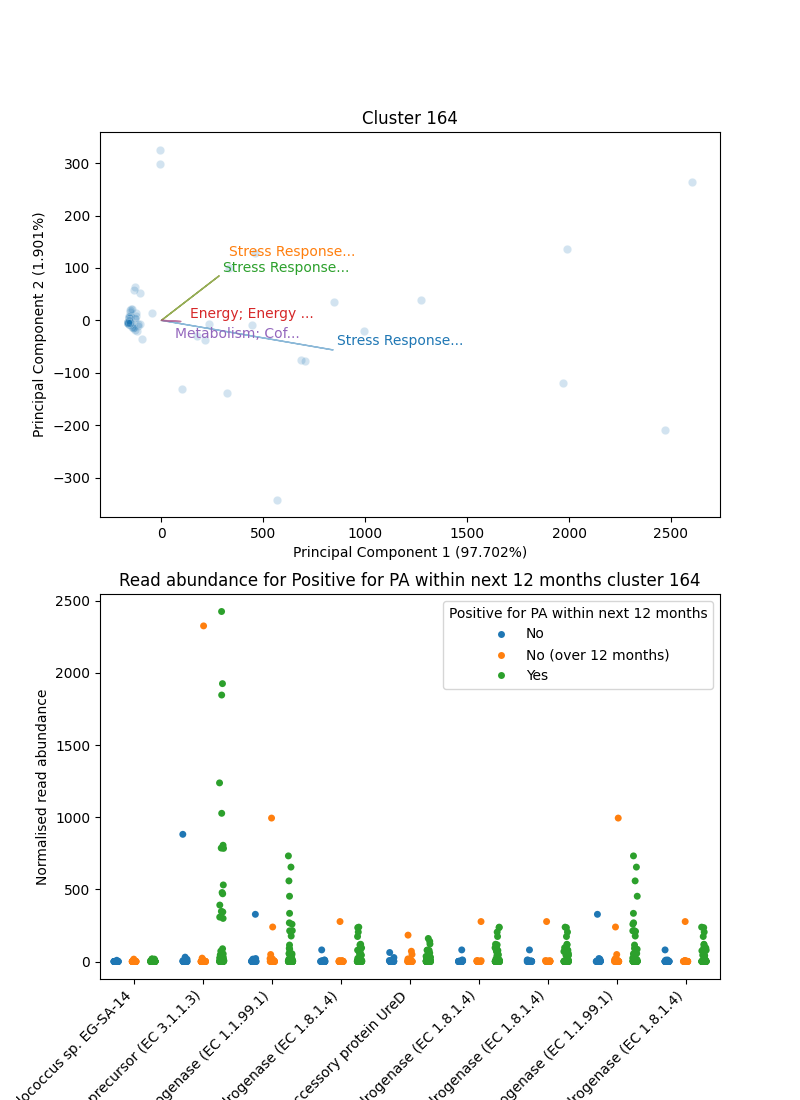 Cluster 164
300
200
100
0
−100
−200
−300
Principal Component 2 (1.901%)
Stress Response...
Stress Response...
Energy; Energy ...
Metabolism; Cof...
Stress Response...
0
500
1000
1500
2000
2500
Principal Component 1 (97.702%)
Read abundance for Positive for PA within next 12 months cluster 164
2500
2000
1500
1000
500
0
Normalised read abundance
Positive for PA within next 12 months
No
No (over 12 months)
Yes
lococcus sp. EG-SA-14
precursor (EC 3.1.1.3)
ogenase (EC 1.1.99.1)
drogenase (EC 1.8.1.4)
ccessory protein UreD
drogenase (EC 1.8.1.4)
drogenase (EC 1.8.1.4)
ogenase (EC 1.1.99.1)
drogenase (EC 1.8.1.4)